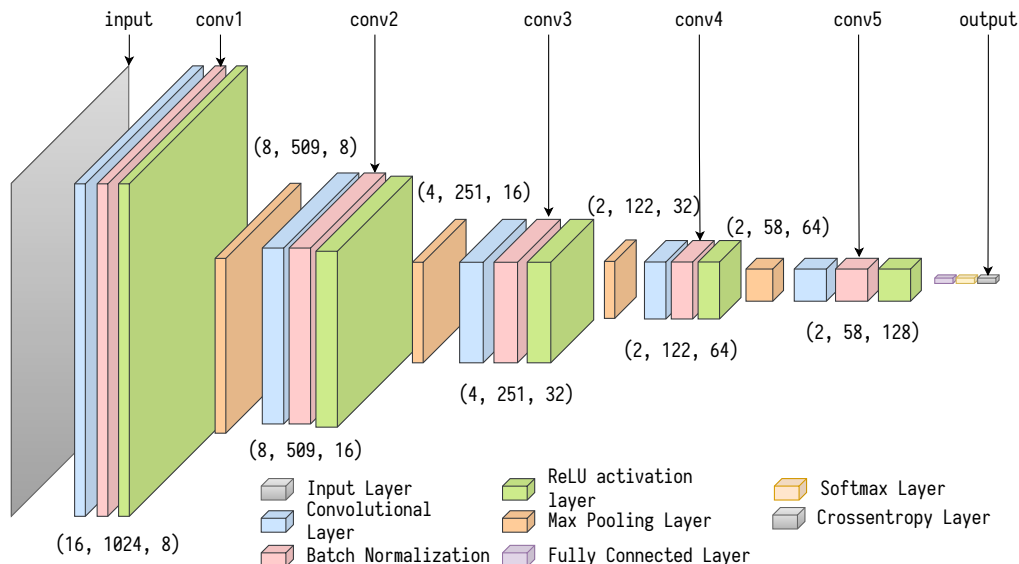 input
conv1
conv2
conv3
conv4
conv5
output
(8, 509, 8)
(4, 251, 16)
(2, 122, 32)
(2, 58, 64)
(16, 1024, 8)
(8, 509, 16)
(4, 251, 32)
(2, 122, 64)
(2, 58, 128)
Input Layer
Convolutional
Layer
Batch Normalization
ReLU activation
layer
Max Pooling Layer
Fully Connected Layer
Softmax Layer
Crossentropy Layer